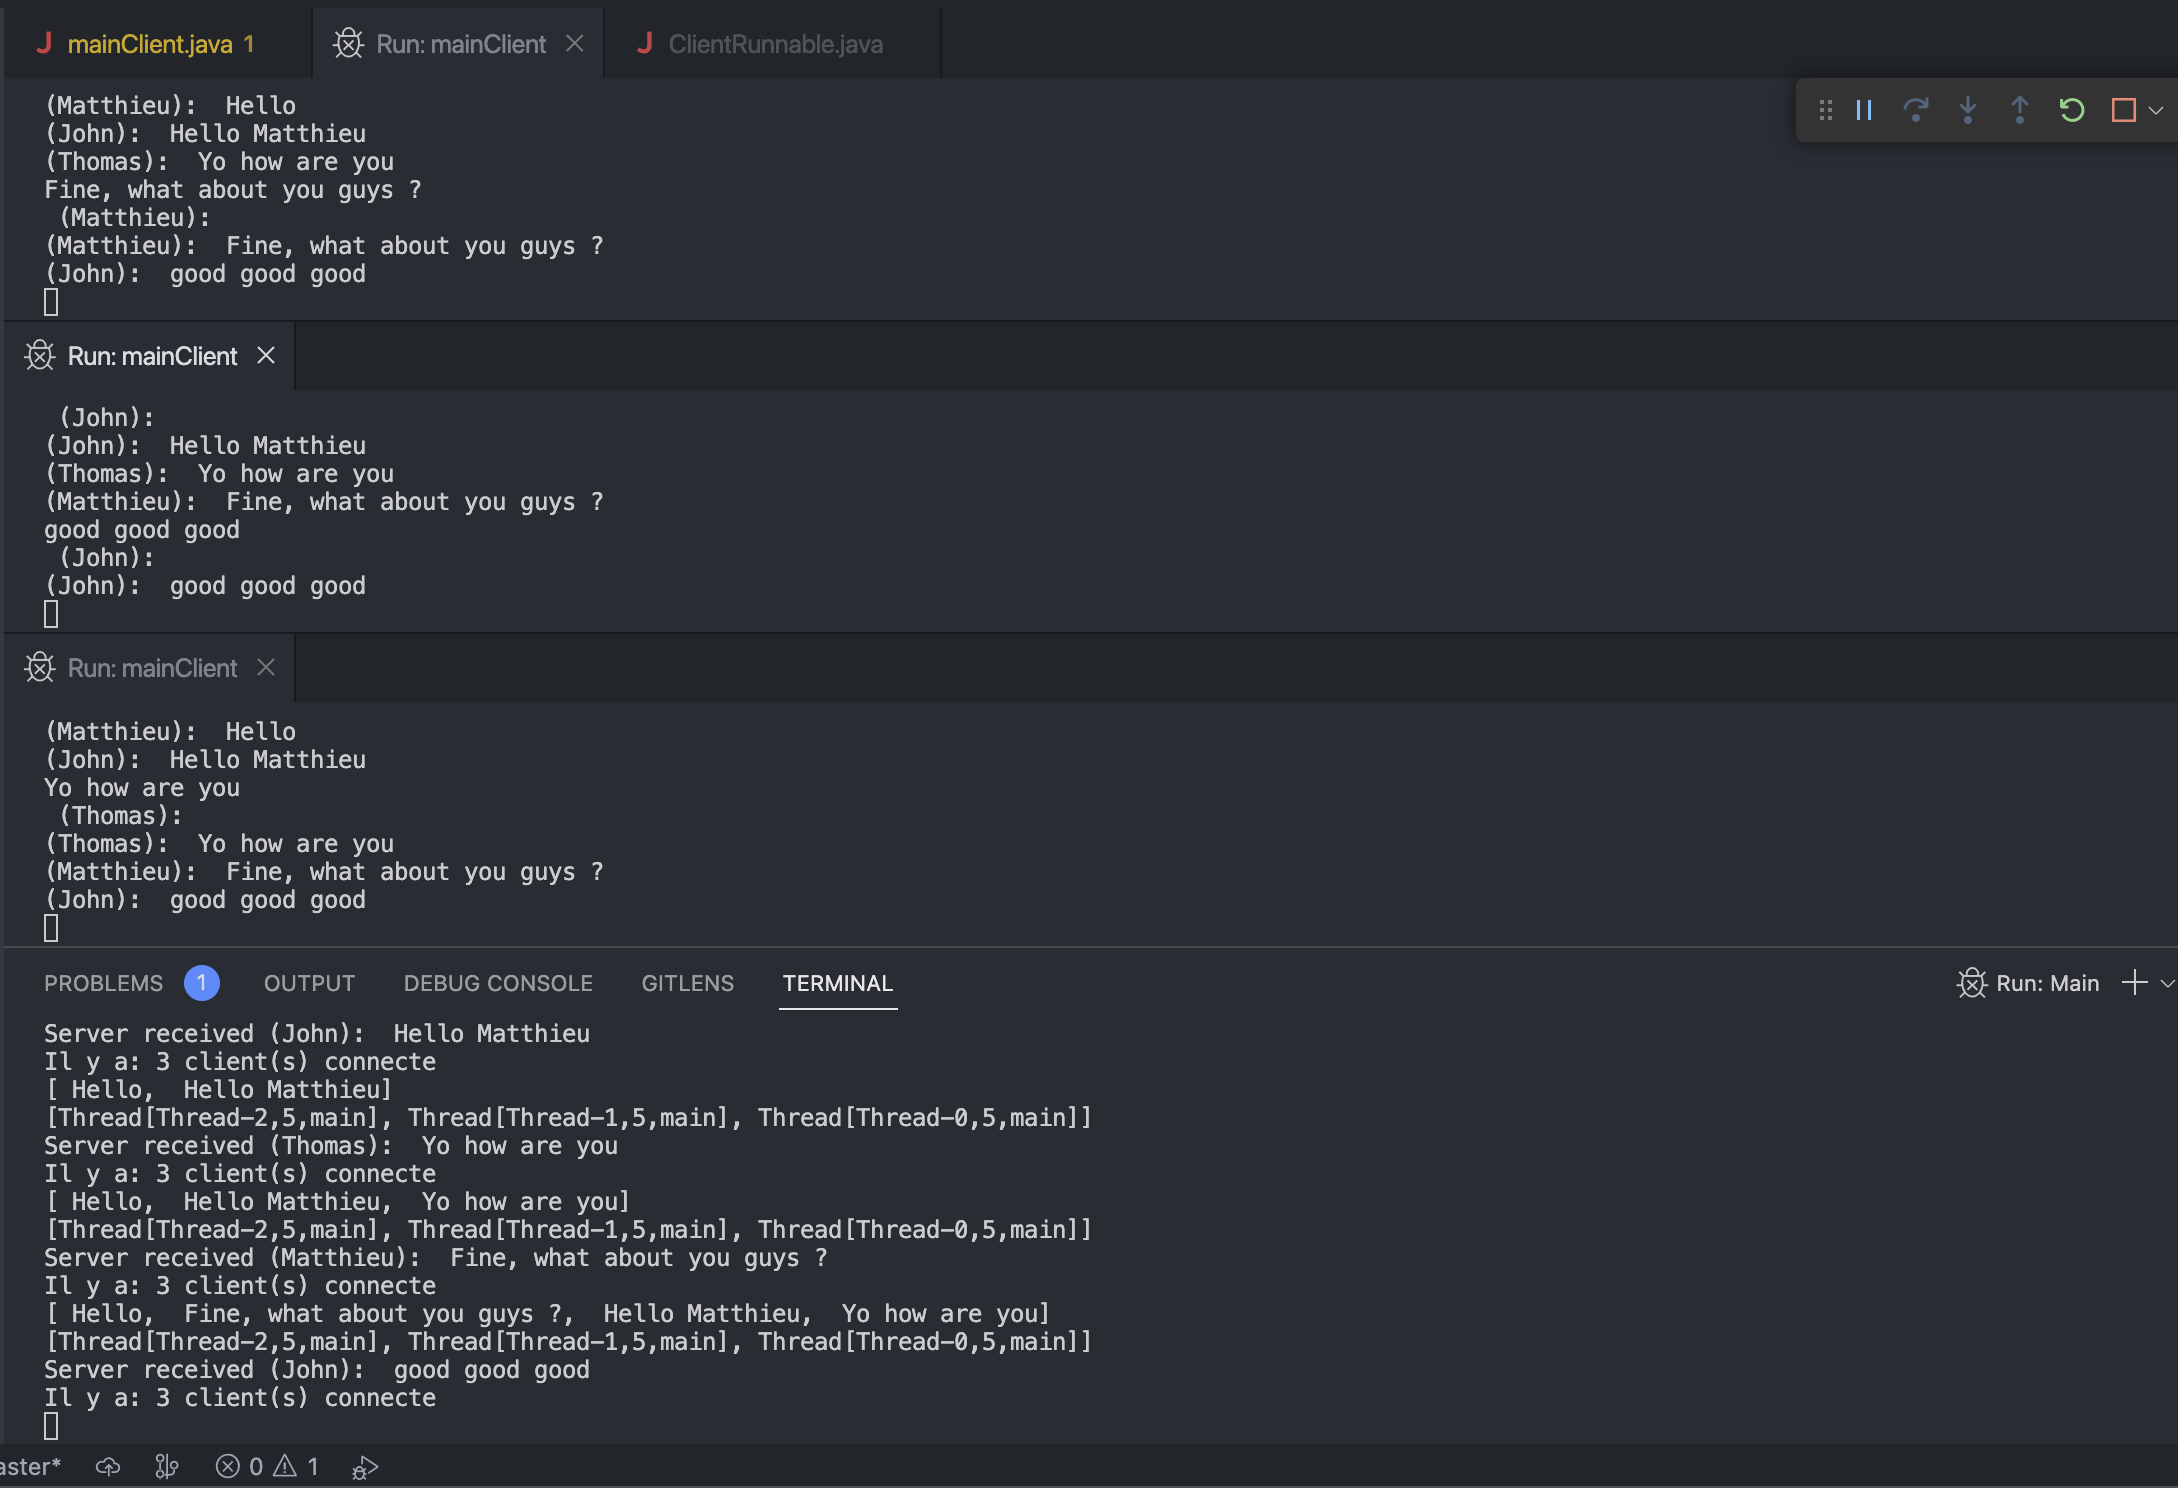 mainClient.java 1 Run: mainClient ClientRunnable.java
(Matthieu):  Hello
(John):  Hello Matthieu
(Thomas):  Yo how are you
Fine, what about you guys ?
(Matthieu):
(Matthieu):  Fine, what about you guys ?
(John):  good good good
Run: mainClient
(John):
(John):  Hello Matthieu
(Thomas):  Yo how are you
(Matthieu):  Fine, what about you guys ?
good good good
(John):
(John):  good good good
Run: mainClient
(Matthieu):  Hello
(John):  Hello Matthieu
Yo how are you
(Thomas):
(Thomas):  Yo how are you
(Matthieu):  Fine, what about you guys ?
(John):  good good good
PROBLEMS 1 OUTPUT DEBUG CONSOLE GITLENS TERMINAL Run: Main
Server received (John):  Hello Matthieu
Il y a: 3 client(s) connecte
[ Hello,  Hello Matthieu]
[Thread[Thread-2,5,main], Thread[Thread-1,5,main], Thread[Thread-0,5,main]]
Server received (Thomas):  Yo how are you
Il y a: 3 client(s) connecte
[ Hello,  Hello Matthieu,  Yo how are you]
[Thread[Thread-2,5,main], Thread[Thread-1,5,main], Thread[Thread-0,5,main]]
Server received (Matthieu):  Fine, what about you guys ?
Il y a: 3 client(s) connecte
[ Hello,  Fine, what about you guys ?,  Hello Matthieu,  Yo how are you]
[Thread[Thread-2,5,main], Thread[Thread-1,5,main], Thread[Thread-0,5,main]]
Server received (John):  good good good
Il y a: 3 client(s) connecte
aster* 0 1